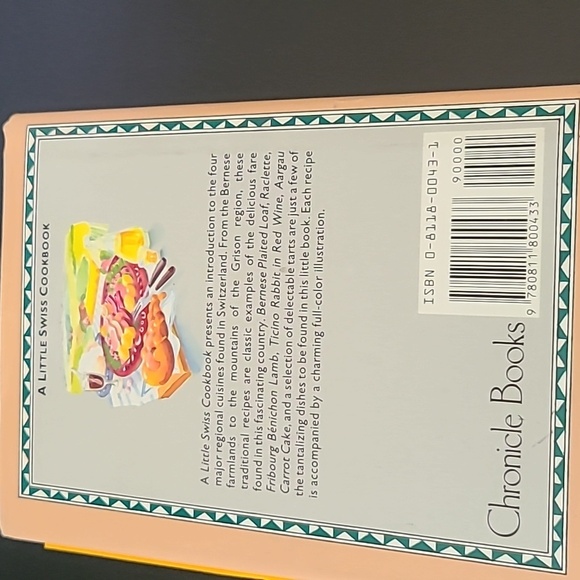 A LITTLE SWISS COOKBOOK
A Little Swiss Cookbook presents an introduction to the four
major regional cuisines found in Switzerland. From the Bernese
farmlands to the mountains of the Grison region, these
traditional recipes are classic examples of the delicious fare
found in this fascinating country. Bernese Plaited Loaf, Raclette,
Fribourg Bénichon Lamb, Ticino Rabbit in Red Wine, Aargau
Carrot Cake, and a selection of delectable tarts are just a few of
the tantalizing dishes to be found in this little book. Each recipe
is accompanied by a charming full-color illustration.
ISBN 0-8118-0043-1
90000
9 780811 800433
Chronicle Books